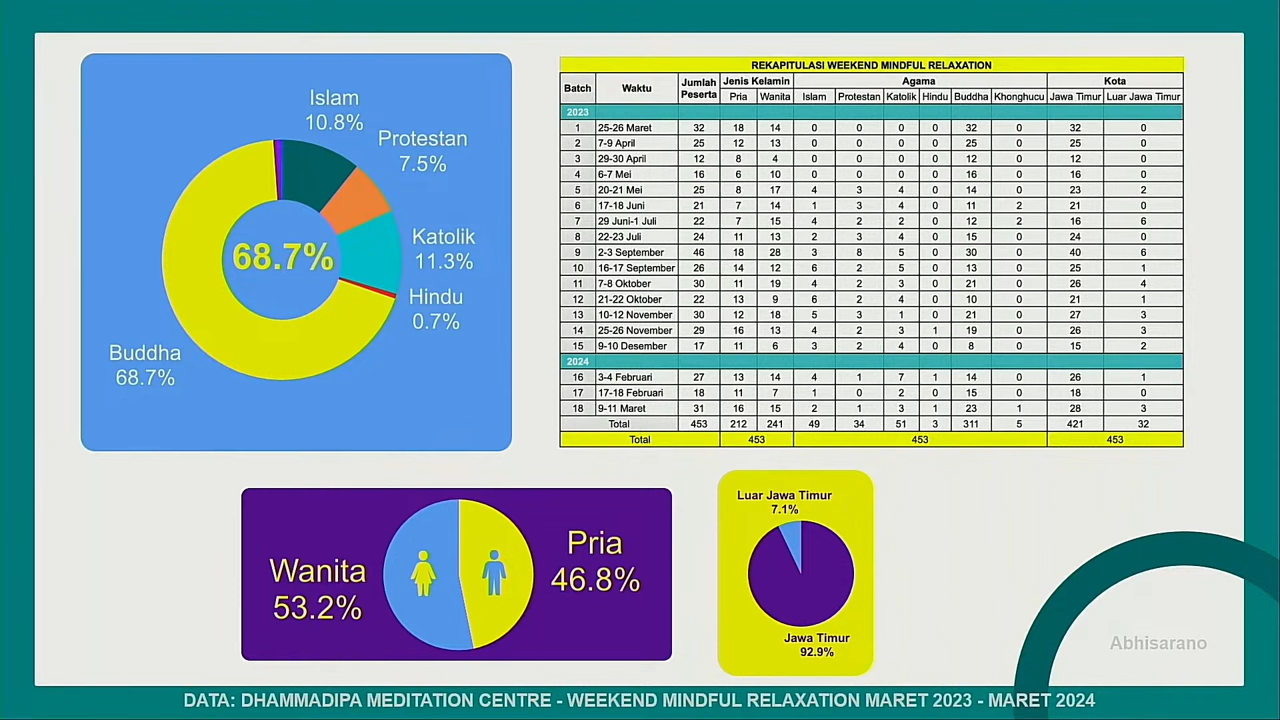 Islam
10.8%
Protestan
7.5%
Katolik
11.3%
Hindu
0.7%
68.7%
Buddha
68.7%
REKAPITULASI WEEKEND MINDFUL RELAXATION
Batch Waktu Jumlah Peserta Jenis Kelamin Agama Kota
Pria Wanita Islam Protestan Katolik Hindu Buddha Khonghucu Jawa Timur Luar Jawa Timur
2023
1 25-26 Maret 32 18 14 0 0 0 0 32 0 32 0
2 7-9 April 25 12 13 0 0 0 0 25 0 25 0
3 29-30 April 12 8 4 0 0 0 0 12 0 12 0
4 6-7 Mei 16 6 10 0 0 0 0 16 0 16 0
5 20-21 Mei 25 8 17 4 3 4 0 14 0 23 2
6 17-18 Juni 21 7 14 1 3 4 0 11 2 21 0
7 29 Juni-1 Juli 22 7 15 4 2 2 0 12 2 16 6
8 22-23 Juli 24 11 13 2 3 4 0 15 0 24 0
9 2-3 September 46 18 28 3 8 5 0 30 0 40 6
10 16-17 September 26 14 12 6 2 5 0 13 0 25 1
11 7-8 Oktober 30 11 19 4 2 3 0 21 0 26 4
12 21-22 Oktober 22 13 9 6 2 4 0 10 0 21 1
13 10-12 November 30 12 18 5 3 1 0 21 0 27 3
14 25-26 November 29 16 13 4 2 3 1 19 0 26 3
15 9-10 Desember 17 11 6 3 2 4 0 8 0 15 2
2024
16 3-4 Februari 27 13 14 4 1 7 1 14 0 26 1
17 17-18 Februari 18 11 7 1 0 2 0 15 0 18 0
18 9-11 Maret 31 16 15 2 1 3 1 23 1 28 3
Total 453 212 241 49 34 51 3 311 5 421 32
Total 453 453 453
Wanita
53.2%
Pria
46.8%
Luar Jawa Timur
7.1%
Jawa Timur
92.9%
Abhisarano
DATA: DHAMMADIPA MEDITATION CENTRE - WEEKEND MINDFUL RELAXATION MARET 2023 - MARET 2024